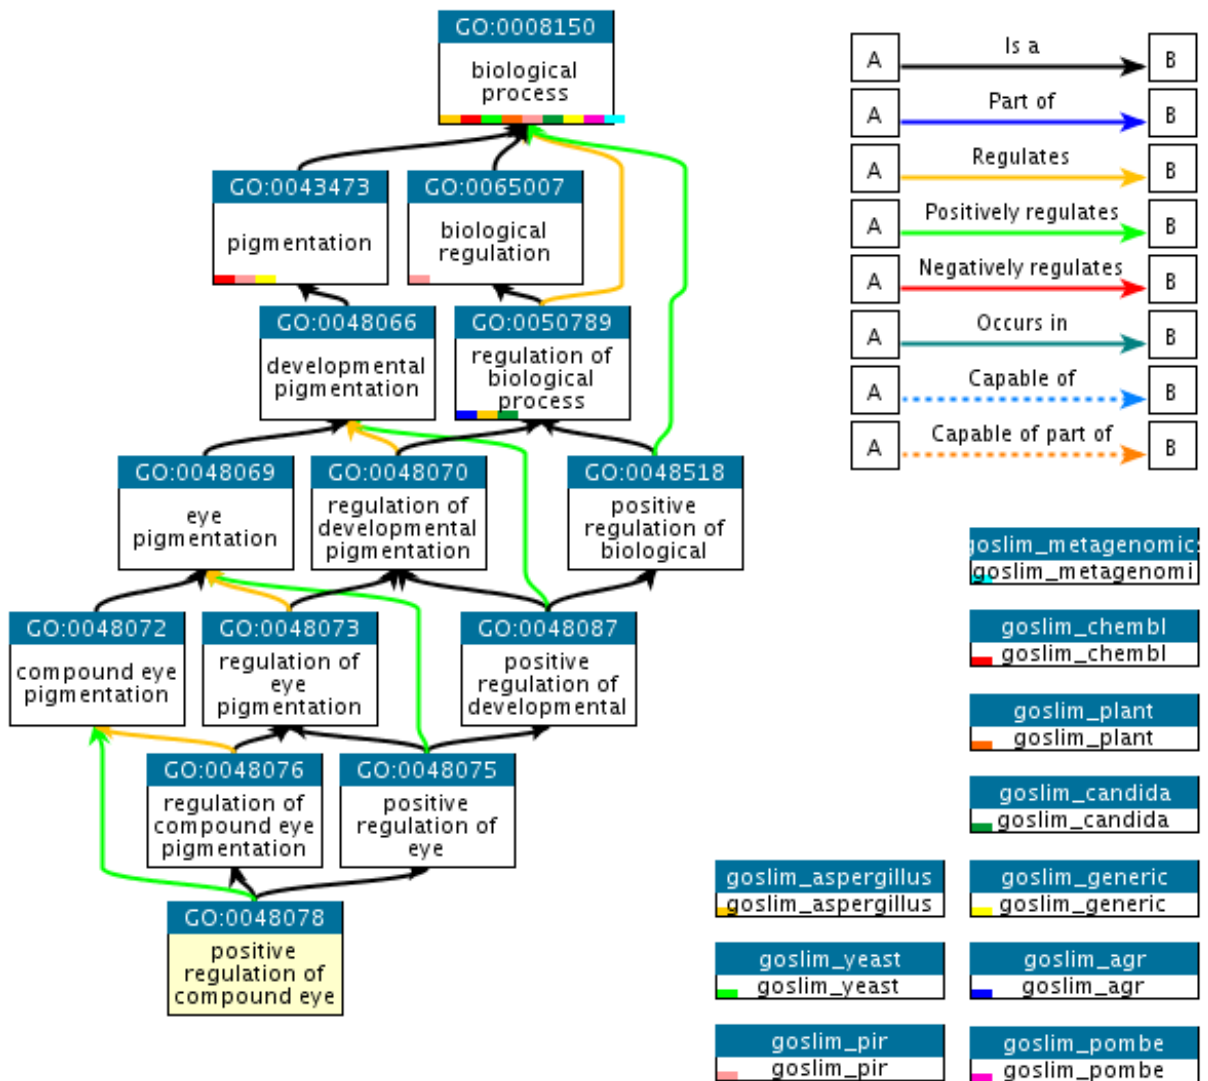 GO:0008150
biological
process
GO:0043473
pigmentation
GO:0065007
biological
regulation
GO:0048066
developmental
pigmentation
GO:0050789
regulation of
biological
process
GO:0048069
eye
pigmentation
GO:0048070
regulation of
developmental
pigmentation
GO:0048518
positive
regulation of
biological
GO:0048072
compound eye
pigmentation
GO:0048073
regulation of
eye
pigmentation
GO:0048087
positive
regulation of
developmental
GO:0048076
regulation of
compound eye
pigmentation
GO:0048075
positive
regulation of
eye
GO:0048078
positive
regulation of
compound eye
A Is a B
A Part of B
A Regulates B
A Positively regulates B
A Negatively regulates B
A Occurs in B
A Capable of B
A Capable of part of B
goslim_metagenomics
goslim_metagenomi
goslim_chembl
goslim_chembl
goslim_plant
goslim_plant
goslim_candida
goslim_candida
goslim_aspergillus
goslim_aspergillus
goslim_generic
goslim_generic
goslim_yeast
goslim_yeast
goslim_agr
goslim_agr
goslim_pir
goslim_pir
goslim_pombe
goslim_pombe